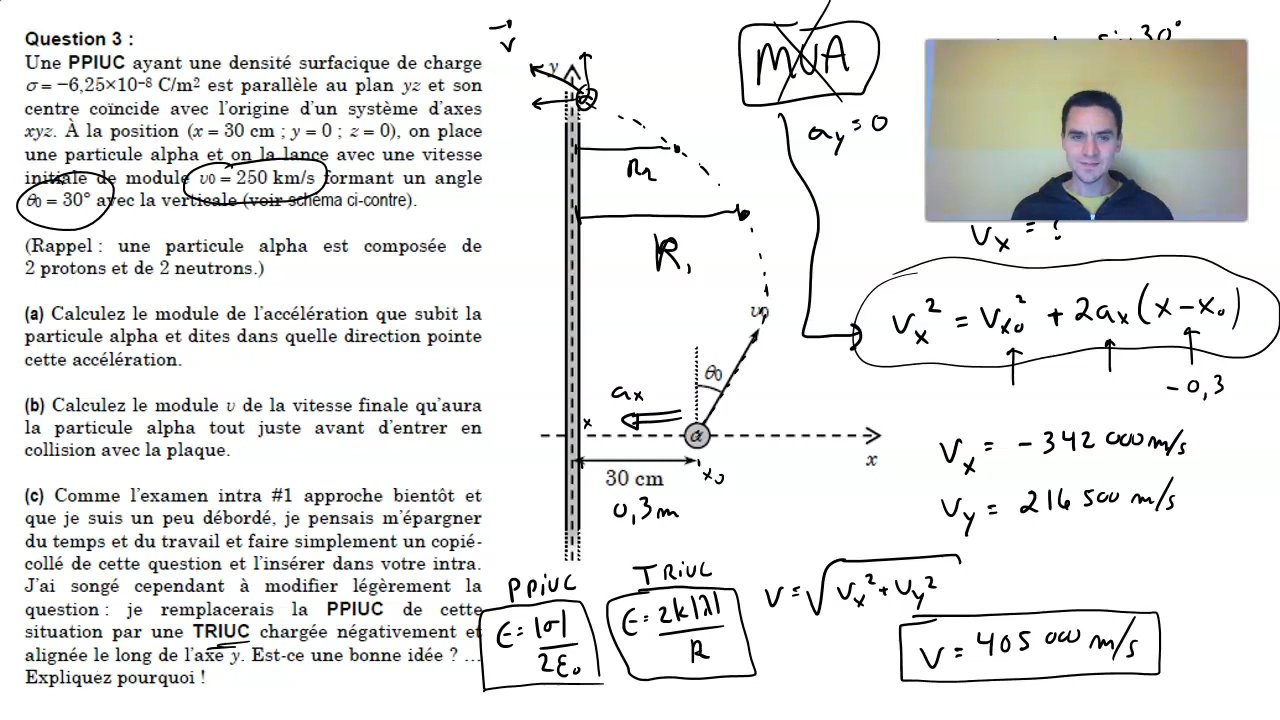 Question 3 :
Une PPIUC ayant une densité surfacique de charge
σ = −6,25×10⁻⁸ C/m² est parallèle au plan yz et son
centre coïncide avec l'origine d'un système d'axes
xyz. À la position (x = 30 cm ; y = 0 ; z = 0), on place
une particule alpha et on la lance avec une vitesse
initiale de module v0 = 250 km/s formant un angle
θ0 = 30° avec la verticale (voir schéma ci-contre).
(Rappel : une particule alpha est composée de
2 protons et de 2 neutrons.)
(a) Calculez le module de l'accélération que subit la
particule alpha et dites dans quelle direction pointe
cette accélération.
(b) Calculez le module v de la vitesse finale qu'aura
la particule alpha tout juste avant d'entrer en
collision avec la plaque.
(c) Comme l'examen intra #1 approche bientôt et
que je suis un peu débordé, je pensais m'épargner
du temps et du travail et faire simplement un copié-
collé de cette question et l'insérer dans votre intra.
J'ai songé cependant à modifier légèrement la
question : je remplacerais la PPIUC de cette
situation par une TRIUC chargée négativement et
alignée le long de l'axe y. Est-ce une bonne idée ? …
Expliquez pourquoi !
v⃗
y
α
R2
R1
v0
θ0
ax
x
α
x
30 cm
x0
0,3m
PPIUC
E = |σ| / 2ε0
TRIUC
E = 2k|λ| / R
MUA
ay = 0
sin 30°
Vx = ?
Vx² = Vx0² + 2ax (x − x0)
− 0,3
Vx = − 342 000 m/s
Vy = 216 500 m/s
V = √(Vx² + Vy²)
V = 405 000 m/s